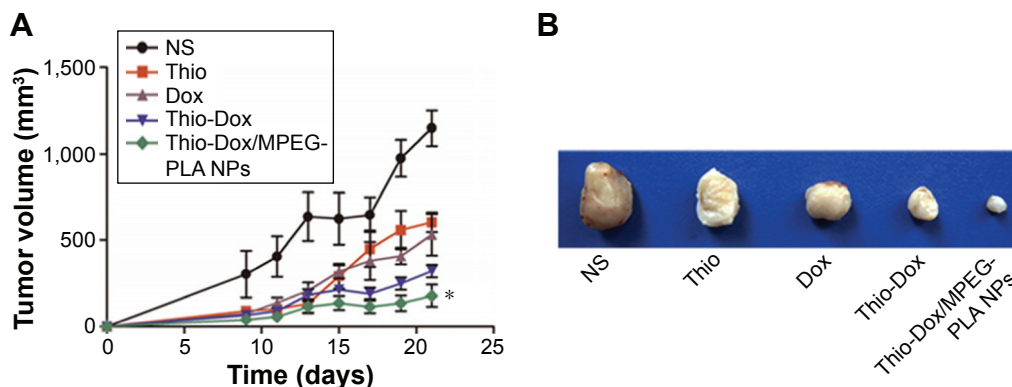 A
NS
Thio
Dox
Thio-Dox
Thio-Dox/MPEG-
PLA NPs
Tumor volume (mm³)
1,500
1,000
500
0
0
5
10
15
20
25
*
Time (days)
B
NS
Thio
Dox
Thio-Dox
Thio-Dox/MPEG-
PLA NPs